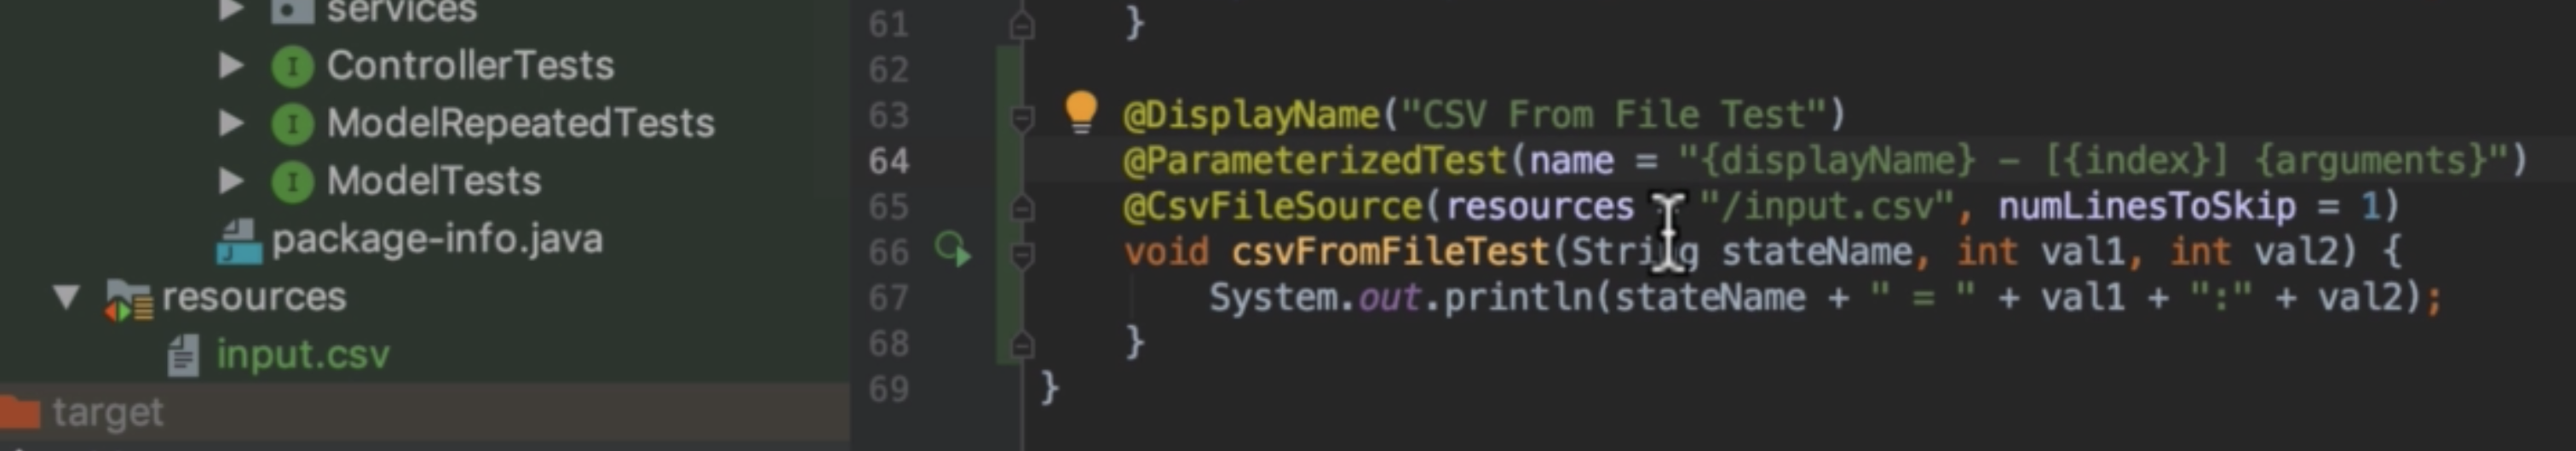 services
ControllerTests
ModelRepeatedTests
ModelTests
package-info.java
resources
input.csv
target
61 }
62
63 @DisplayName("CSV From File Test")
64 @ParameterizedTest(name = "{displayName} - [{index}] {arguments}")
65 @CsvFileSource(resources = "/input.csv", numLinesToSkip = 1)
66 void csvFromFileTest(String stateName, int val1, int val2) {
67 System.out.println(stateName + " = " + val1 + ":" + val2);
68 }
69 }